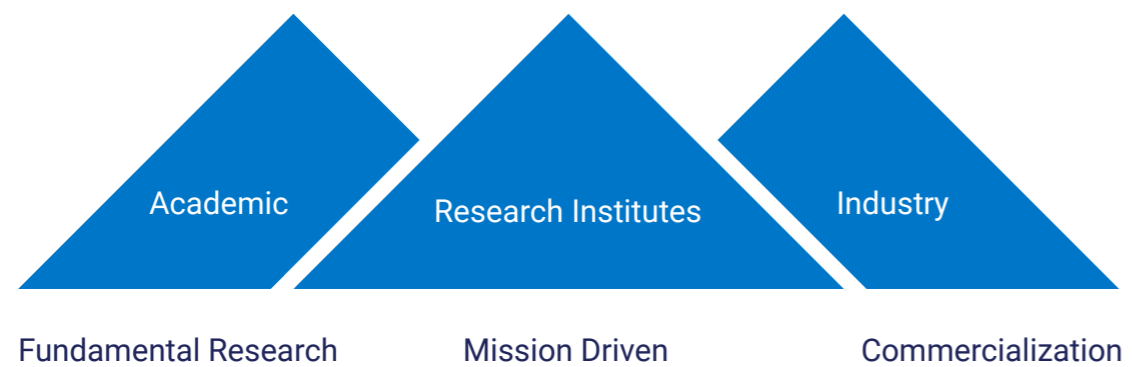 Academic
Research Institutes
Industry
Fundamental Research
Mission Driven
Commercialization